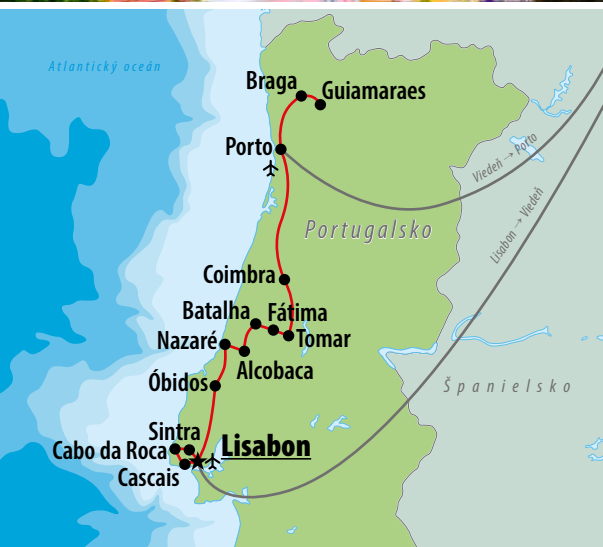 Atlantický oceán
Braga
Guiamaraes
Porto
Viedeň → Porto
Lisabon → Viedeň
Portugalsko
Coimbra
Batalha
Fátima
Nazaré
Tomar
Alcobaca
Óbidos
Španielsko
Sintra
Lisabon
Cabo da Roca
Cascais